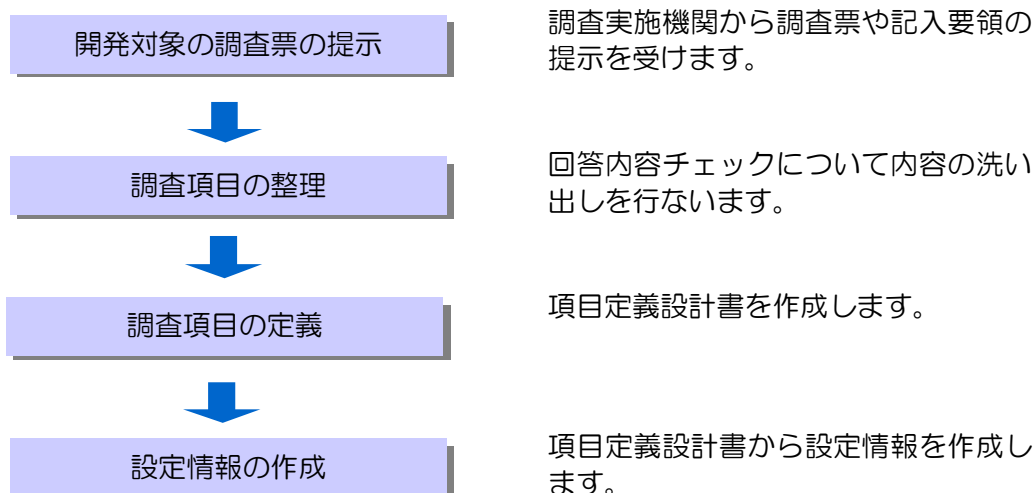 開発対象の調査票の提示
調査実施機関から調査票や記入要領の
提示を受けます。
調査項目の整理
回答内容チェックについて内容の洗い
出しを行ないます。
調査項目の定義
項目定義設計書を作成します。
設定情報の作成
項目定義設計書から設定情報を作成し
ます。